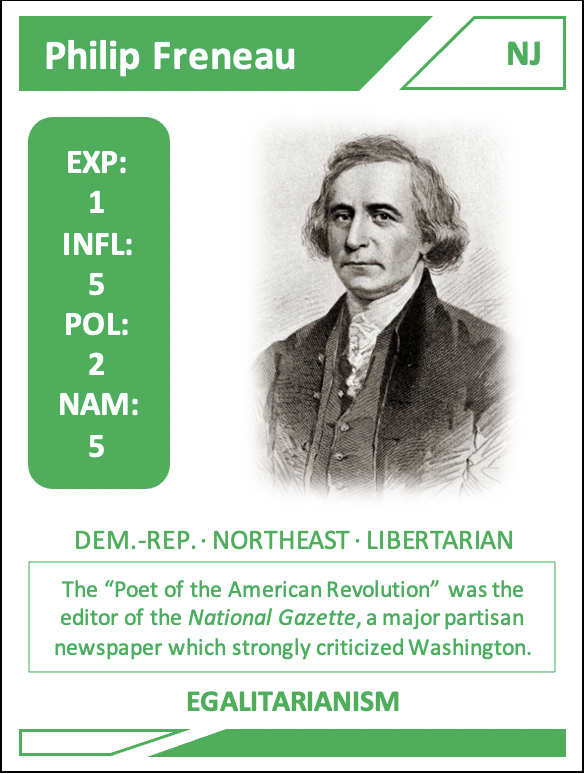 Philip Freneau
NJ
EXP:
1
INFL:
5
POL:
2
NAM:
5
DEM.-REP. · NORTHEAST · LIBERTARIAN
The “Poet of the American Revolution” was the
editor of the National Gazette, a major partisan
newspaper which strongly criticized Washington.
EGALITARIANISM